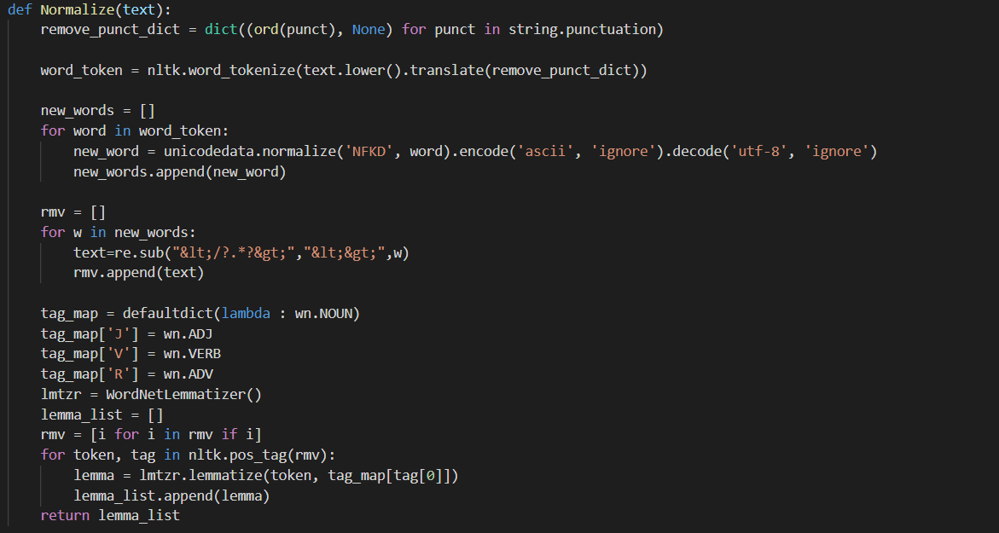 def Normalize(text):
    remove_punct_dict = dict((ord(punct), None) for punct in string.punctuation)
    word_token = nltk.word_tokenize(text.lower().translate(remove_punct_dict))
    new_words = []
    for word in word_token:
        new_word = unicodedata.normalize('NFKD', word).encode('ascii', 'ignore').decode('utf-8', 'ignore')
        new_words.append(new_word)
    rmv = []
    for w in new_words:
        text=re.sub("&lt;/?.*?&gt;","&lt;&gt;",w)
        rmv.append(text)
    tag_map = defaultdict(lambda : wn.NOUN)
    tag_map['J'] = wn.ADJ
    tag_map['V'] = wn.VERB
    tag_map['R'] = wn.ADV
    lmtzr = WordNetLemmatizer()
    lemma_list = []
    rmv = [i for i in rmv if i]
    for token, tag in nltk.pos_tag(rmv):
        lemma = lmtzr.lemmatize(token, tag_map[tag[0]])
        lemma_list.append(lemma)
    return lemma_list